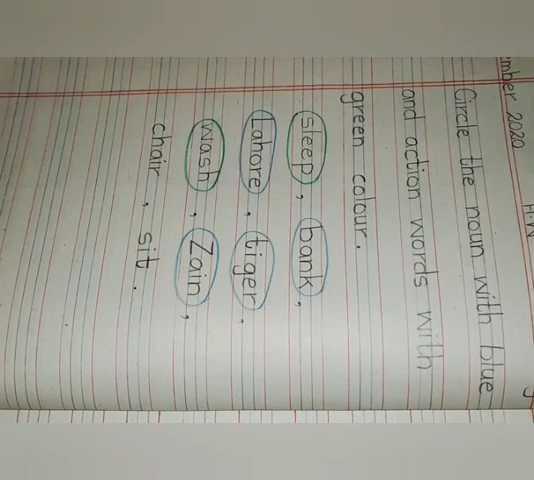 mber 2020 H.W
Circle the noun with blue
and action words with
green colour.
sleep, bank,
Lahore, tiger,
wash, Zain,
chair, sit.